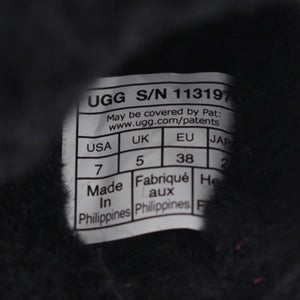 UGG S/N 113197
May be covered by Pat:
www.ugg.com/patents
USA UK EU
7 5 38
Made Fabriqué
In aux
Philippines Philippines